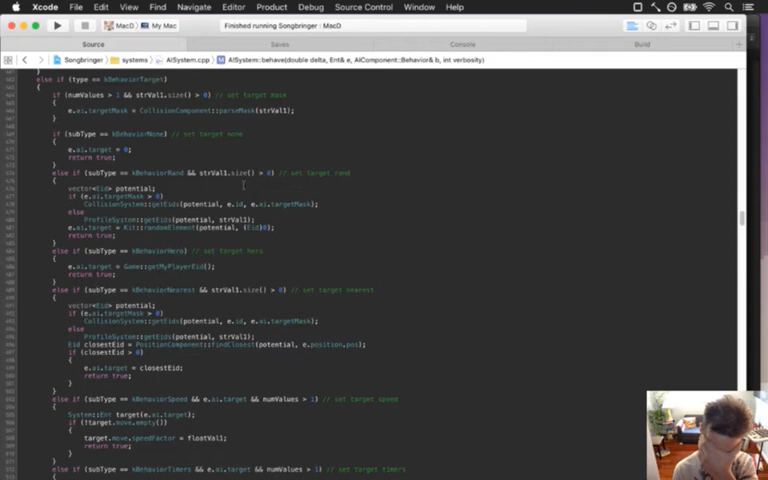 Xcode File Edit View Find Navigate Editor Product Debug Source Control Window Help
MacD My Mac Finished running Songbringer : MacD
Source Saves Console Build
Songbringer systems AISystem.cpp AISystem::behave(double delta, Ent& e, AIComponent::Behavior& b, int verbosity)
}
else if (type == kBehaviorTarget)
{
if (numValues > 1 && strVal1.size() > 0) // set target mask
{
e.ai.targetMask = CollisionComponent::parseMask(strVal1);
}
if (subType == kBehaviorNone) // set target none
{
e.ai.target = 0;
return true;
}
else if (subType == kBehaviorRand && strVal1.size() > 0) // set target rand
{
vector<Eid> potential;
if (e.ai.targetMask > 0)
CollisionSystem::getEids(potential, e.id, e.ai.targetMask);
else
ProfileSystem::getEids(potential, strVal1);
e.ai.target = Kit::randomElement(potential, (Eid)0);
return true;
}
else if (subType == kBehaviorHero) // set target hero
{
e.ai.target = Game::getMyPlayerEid();
return true;
}
else if (subType == kBehaviorNearest && strVal1.size() > 0) // set target nearest
{
vector<Eid> potential;
if (e.ai.targetMask > 0)
CollisionSystem::getEids(potential, e.id, e.ai.targetMask);
else
ProfileSystem::getEids(potential, strVal1);
Eid closestEid = PositionComponent::findClosest(potential, e.position.pos);
if (closestEid > 0)
{
e.ai.target = closestEid;
return true;
}
}
else if (subType == kBehaviorSpeed && e.ai.target && numValues > 1) // set target speed
{
System::Ent target(e.ai.target);
if (!target.move.empty())
{
target.move.speedFactor = floatVal1;
return true;
}
}
else if (subType == kBehaviorTimers && e.ai.target && numValues > 1) // set target timers
{